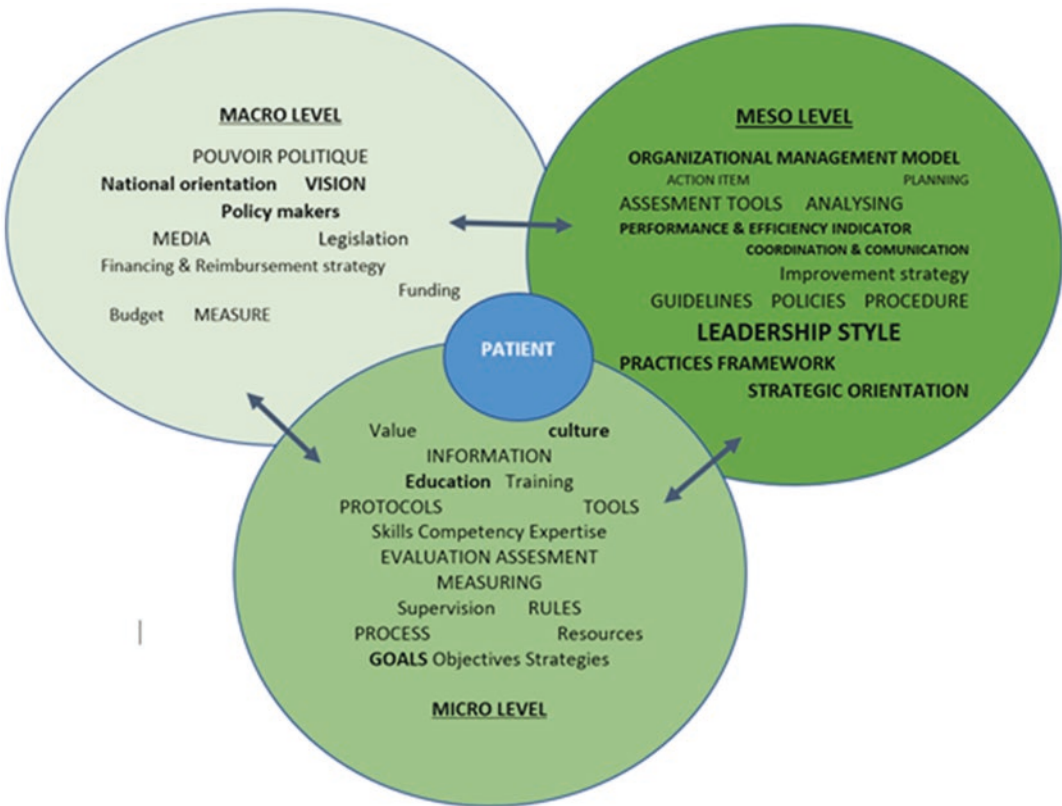 MACRO LEVEL
POUVOIR POLITIQUE
National orientation VISION
Policy makers
MEDIA Legislation
Financing & Reimbursement strategy
Funding
Budget MEASURE
MESO LEVEL
ORGANIZATIONAL MANAGEMENT MODEL
ACTION ITEM PLANNING
ASSESMENT TOOLS ANALYSING
PERFORMANCE & EFFICIENCY INDICATOR
COORDINATION & COMUNICATION
Improvement strategy
GUIDELINES POLICIES PROCEDURE
LEADERSHIP STYLE
PRACTICES FRAMEWORK
STRATEGIC ORIENTATION
PATIENT
Value culture
INFORMATION
Education Training
PROTOCOLS TOOLS
Skills Competency Expertise
EVALUATION ASSESMENT
MEASURING
Supervision RULES
PROCESS Resources
GOALS Objectives Strategies
MICRO LEVEL